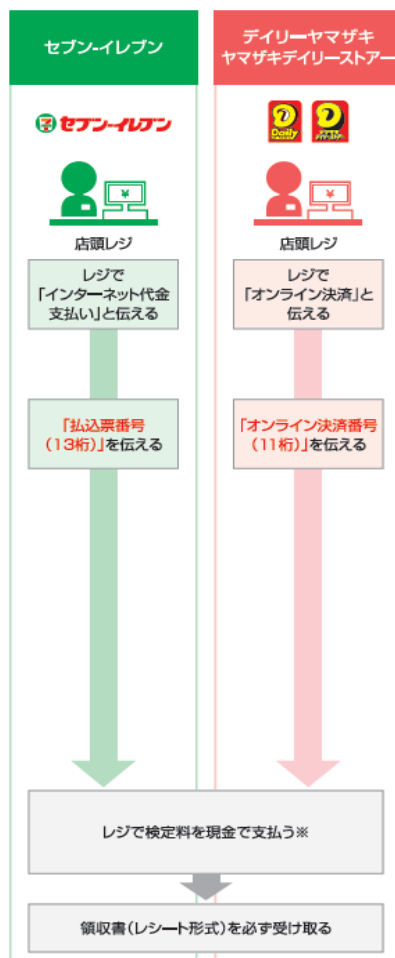 セブン-イレブン
セブン-イレブン
¥
店頭レジ
レジで
「インターネット代金
支払い」と伝える
「払込票番号
(13桁)」を伝える
デイリーヤマザキ
ヤマザキデイリーストアー
Daily
¥
店頭レジ
レジで
「オンライン決済」と
伝える
「オンライン決済番号
(11桁)」を伝える
レジで検定料を現金で支払う※
領収書(レシート形式)を必ず受け取る